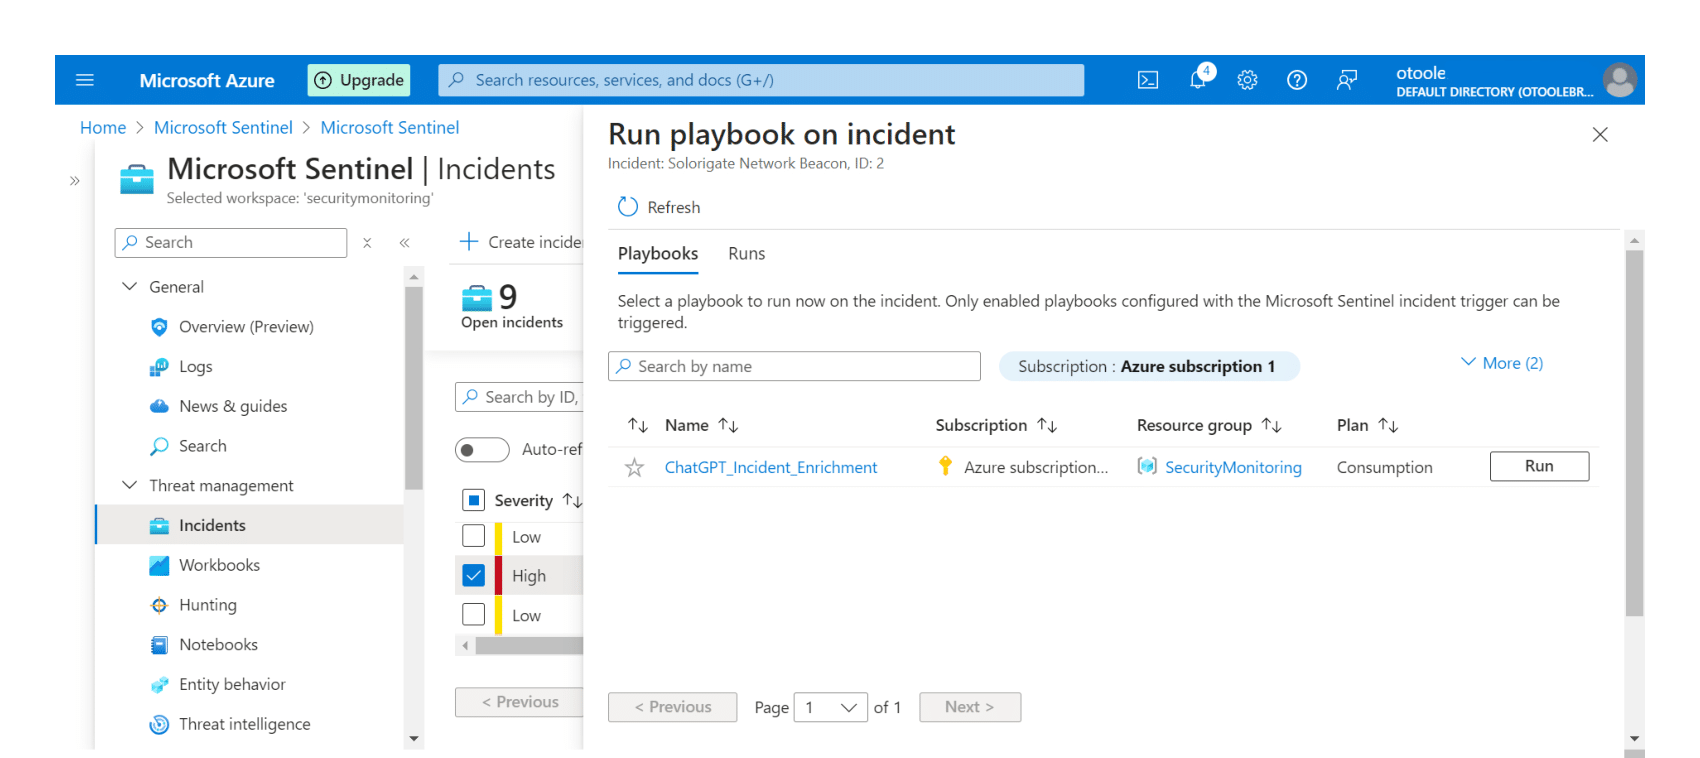 Microsoft Azure
Upgrade
Search resources, services, and docs (G+/)
4
otoole
DEFAULT DIRECTORY (OTOOLEBR...
Home > Microsoft Sentinel > Microsoft Sentinel
Microsoft Sentinel | Incidents
Selected workspace: 'securitymonitoring'
Search
General
Overview (Preview)
Logs
News & guides
Search
Threat management
Incidents
Workbooks
Hunting
Notebooks
Entity behavior
Threat intelligence
+ Create incide
9
Open incidents
Search by ID,
Auto-ref
Severity ↑↓
Low
High
Low
< Previous
Run playbook on incident
Incident: Solorigate Network Beacon, ID: 2
Refresh
Playbooks Runs
Select a playbook to run now on the incident. Only enabled playbooks configured with the Microsoft Sentinel incident trigger can be
triggered.
Search by name Subscription : Azure subscription 1 More (2)
↑↓ Name ↑↓ Subscription ↑↓ Resource group ↑↓ Plan ↑↓
ChatGPT_Incident_Enrichment Azure subscription... SecurityMonitoring Consumption Run
< Previous Page 1 of 1 Next >